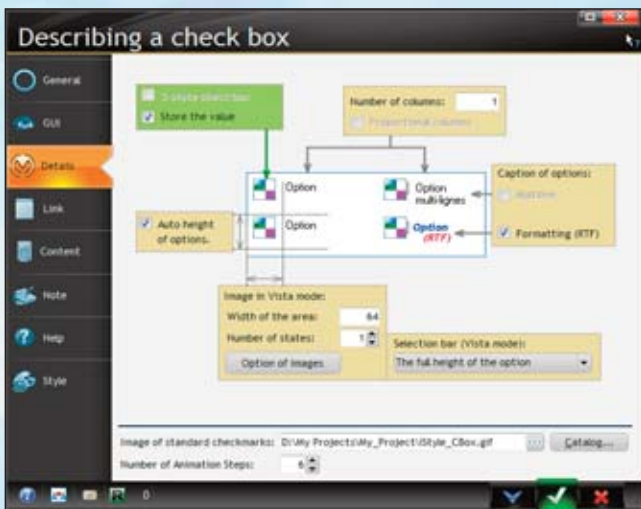 Describing a check box
General
GUI
Details
Link
Content
Note
Help
Style
3-state check box
Store the value
Number of columns: 1
Proportional columns
Caption of options:
Multiline
Formatting (RTF)
Auto height
of options.
Option
Option
multi-lignes
Option
Option
(RTF)
Image in Vista mode:
Width of the area: 64
Number of states: 1
Option of images
Selection bar (Vista mode):
The full height of the option
Image of standard checkmarks: D:\My Projects\My_Project\iStyle_CBox.gif ... Catalog...
Number of Animation Steps: 6
0